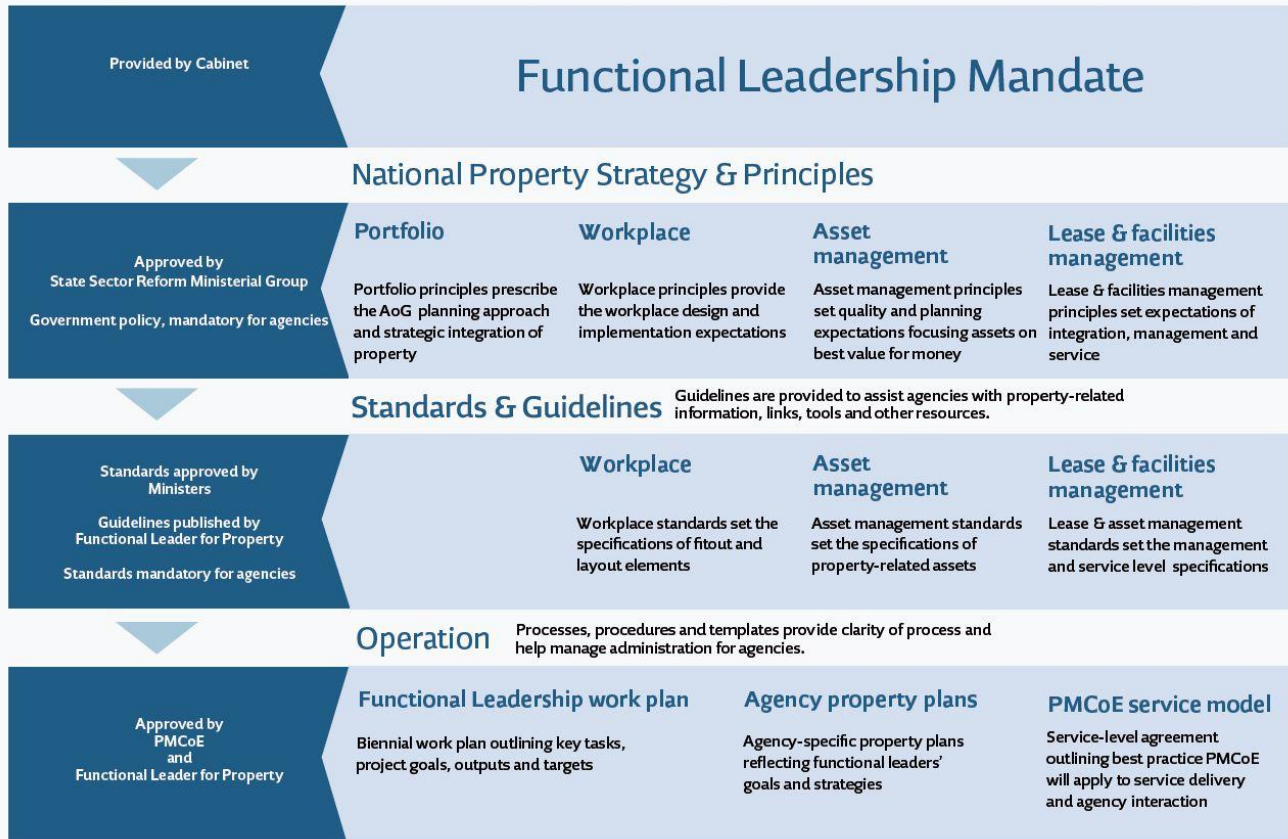 Provided by Cabinet
Functional Leadership Mandate
National Property Strategy & Principles
Approved by
State Sector Reform Ministerial Group
Government policy, mandatory for agencies
Portfolio
Portfolio principles prescribe
the AoG planning approach
and strategic integration of
property
Workplace
Workplace principles provide
the workplace design and
implementation expectations
Asset
management
Asset management principles
set quality and planning
expectations focusing assets on
best value for money
Lease & facilities
management
Lease & facilities management
principles set expectations of
integration, management and
service
Standards & Guidelines
Guidelines are provided to assist agencies with property-related
information, links, tools and other resources.
Standards approved by
Ministers
Guidelines published by
Functional Leader for Property
Standards mandatory for agencies
Workplace
Workplace standards set the
specifications of fitout and
layout elements
Asset
management
Asset management standards
set the specifications of
property-related assets
Lease & facilities
management
Lease & asset management
standards set the management
and service level specifications
Operation
Processes, procedures and templates provide clarity of process and
help manage administration for agencies.
Approved by
PMCoE
and
Functional Leader for Property
Functional Leadership work plan
Biennial work plan outlining key tasks,
project goals, outputs and targets
Agency property plans
Agency-specific property plans
reflecting functional leaders'
goals and strategies
PMCoE service model
Service-level agreement
outlining best practice PMCoE
will apply to service delivery
and agency interaction